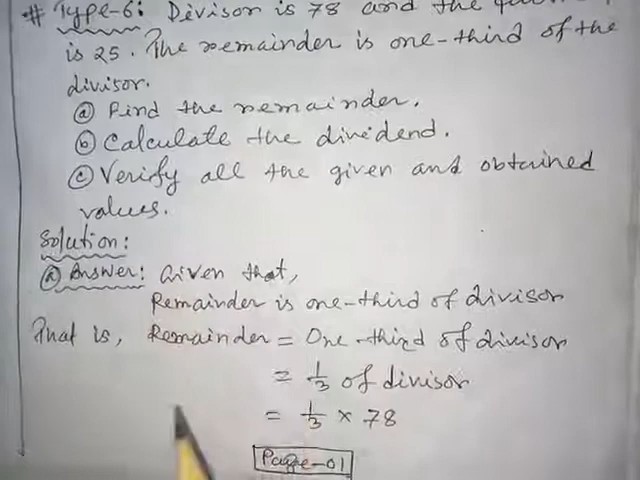 # Type-6: Devisor is 78 and the
is 25. The remainder is one-third of the
divisor.
ⓐ Find the remainder.
ⓑ Calculate the dividend.
ⓒ Verify all the given and obtained
values.
Solution:
ⓐ Answer: Given that,
Remainder is one-third of divisor
That is, Remainder = One-third of divisor
= 1/3 of divisor
= 1/3 × 78
Page-01